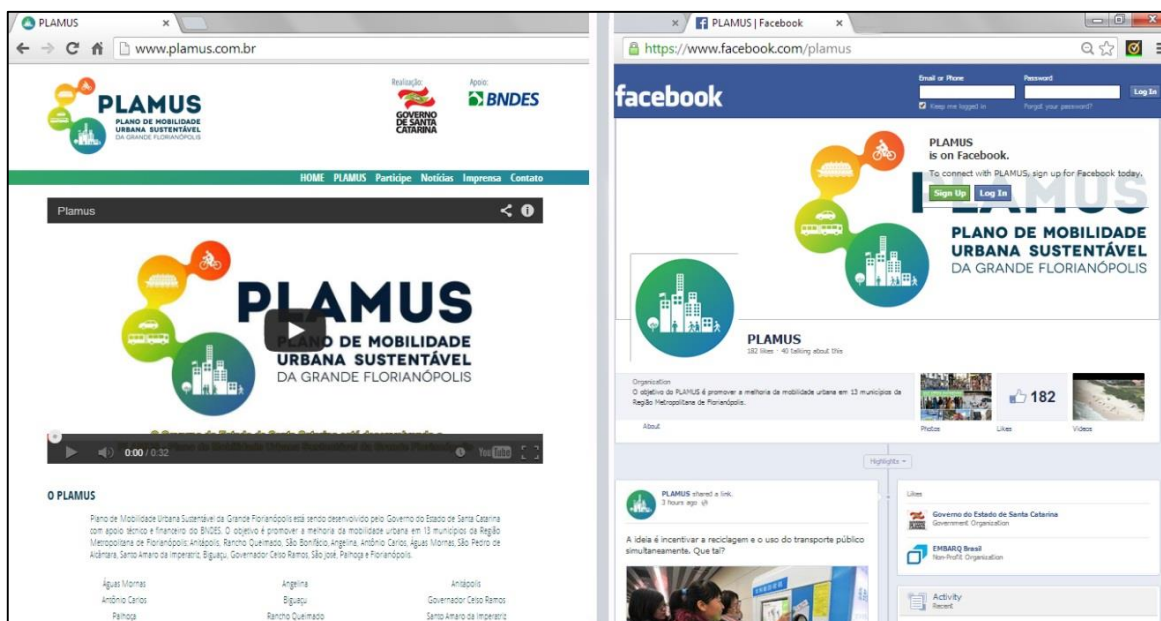 PLAMUS
www.plamus.com.br
PLAMUS
PLANO DE MOBILIDADE
URBANA SUSTENTÁVEL
DA GRANDE FLORIANÓPOLIS
Realização:
GOVERNO
DE SANTA
CATARINA
Apoio:
BNDES
HOME PLAMUS Participe Notícias Imprensa Contato
Plamus
PLAMUS
PLANO DE MOBILIDADE
URBANA SUSTENTÁVEL
DA GRANDE FLORIANÓPOLIS
0:00 / 0:32
YouTube
O PLAMUS
Plano de Mobilidade Urbana Sustentável da Grande Florianópolis está sendo desenvolvido pelo Governo do Estado de Santa Catarina
com apoio técnico e financeiro do BNDES. O objetivo é promover a melhoria da mobilidade urbana em 13 municípios da Região
Metropolitana de Florianópolis: Anitápolis, Rancho Queimado, São Bonifácio, Angelina, Antônio Carlos, Águas Mornas, São Pedro de
Alcântara, Santo Amaro da Imperatriz, Biguaçu, Governador Celso Ramos, São José, Palhoça e Florianópolis.
Águas Mornas Angelina Anitápolis
Antônio Carlos Biguaçu Governador Celso Ramos
Palhoça Rancho Queimado Santo Amaro da Imperatriz
PLAMUS | Facebook
https://www.facebook.com/plamus
facebook
Email or Phone Password
Log In
Keep me logged in Forgot your password?
PLAMUS
is on Facebook.
To connect with PLAMUS, sign up for Facebook today.
Sign Up Log In
PLAMUS
PLANO DE MOBILIDADE
URBANA SUSTENTÁVEL
DA GRANDE FLORIANÓPOLIS
PLAMUS
182 likes · 40 talking about this
Organization
O objetivo do PLAMUS é promover a melhoria da mobilidade urbana em 13 municípios da
Região Metropolitana de Florianópolis.
About
182
Photos Likes Videos
Highlights
PLAMUS shared a link.
3 hours ago
A ideia é incentivar a reciclagem e o uso do transporte público
simultaneamente. Que tal?
Likes
Governo do Estado de Santa Catarina
Government Organization
EMBARQ Brasil
Non-Profit Organization
Activity
Recent